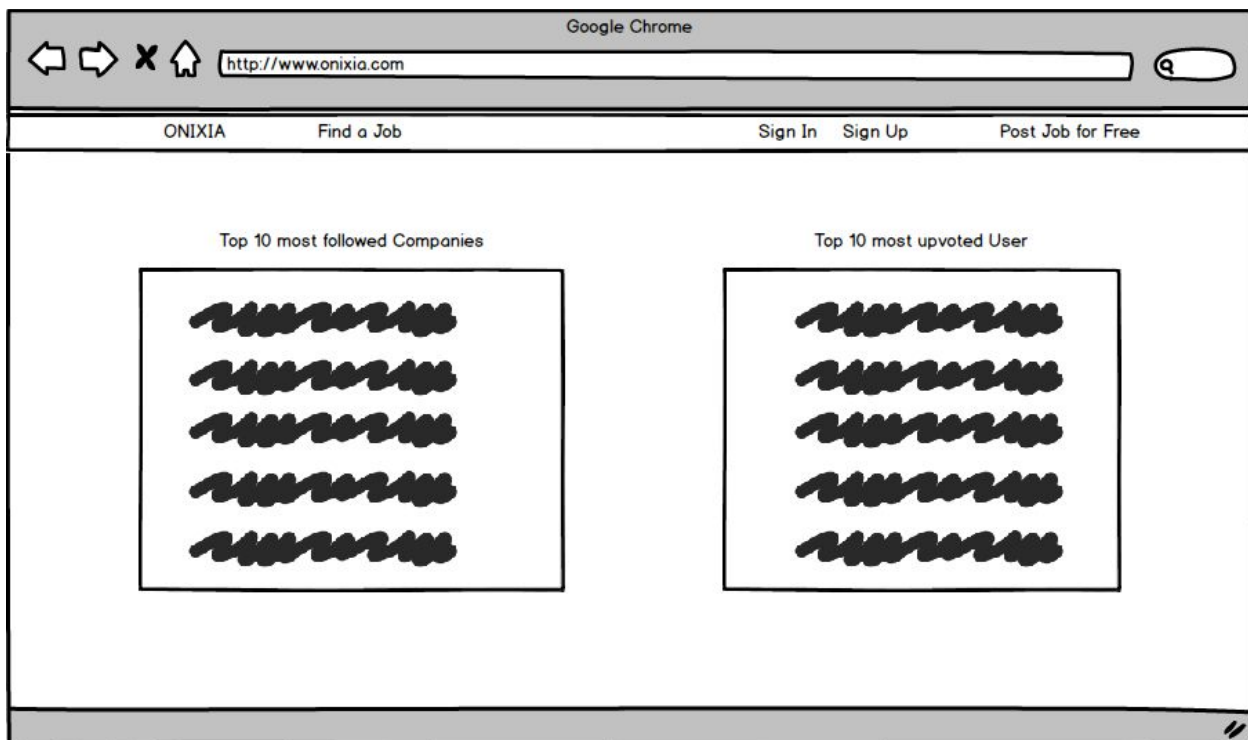 Google Chrome
http://www.onixia.com
ONIXIA Find a Job Sign In Sign Up Post Job for Free
Top 10 most followed Companies Top 10 most upvoted User